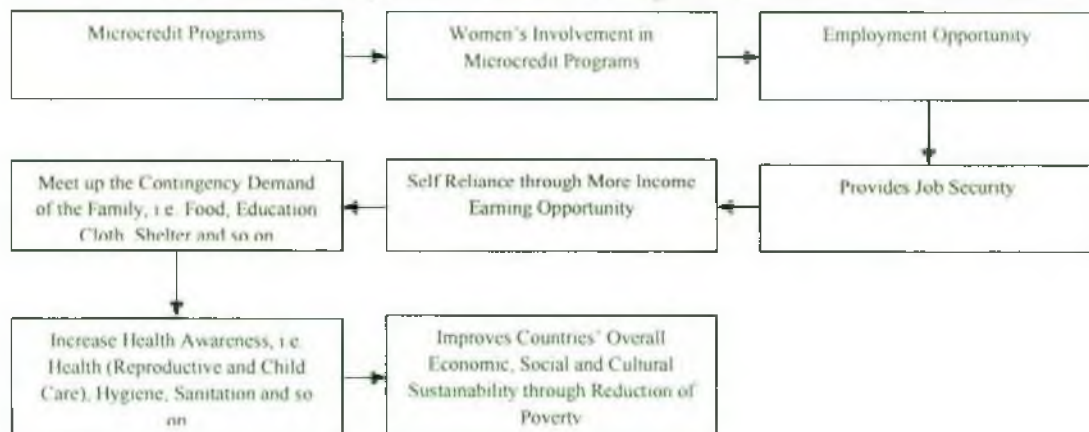 Microcredit Programs
Women's Involvement in
Microcredit Programs
Employment Opportunity
Provides Job Security
Self Reliance through More Income
Earning Opportunity
Meet up the Contingency Demand
of the Family, i e. Food, Education
Cloth, Shelter and so on
Increase Health Awareness, i e.
Health (Reproductive and Child
Care), Hygiene, Sanitation and so
on
Improves Countries' Overall
Economic, Social and Cultural
Sustainability through Reduction of
Poverty